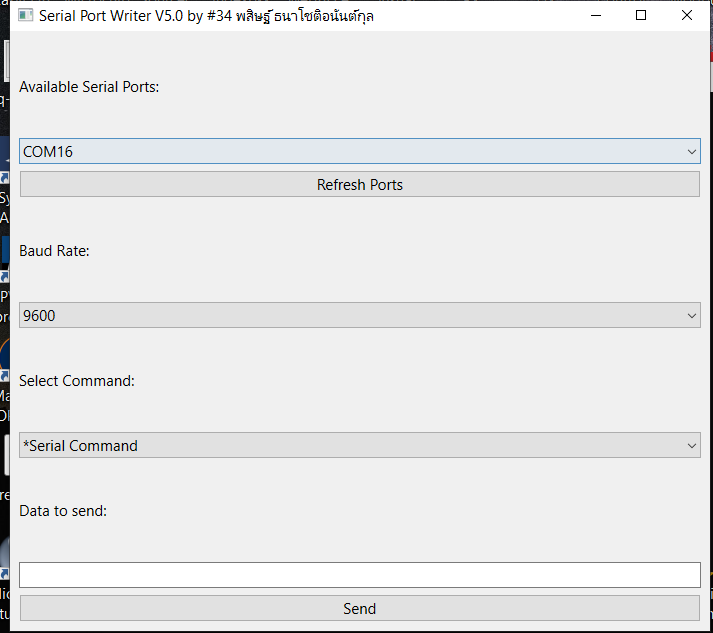 Serial Port Writer V5.0 by #34 พสิษฐ์ ธนาโชติอนันต์กุล
Available Serial Ports:
COM16
Refresh Ports
Baud Rate:
9600
Select Command:
*Serial Command
Data to send:
Send